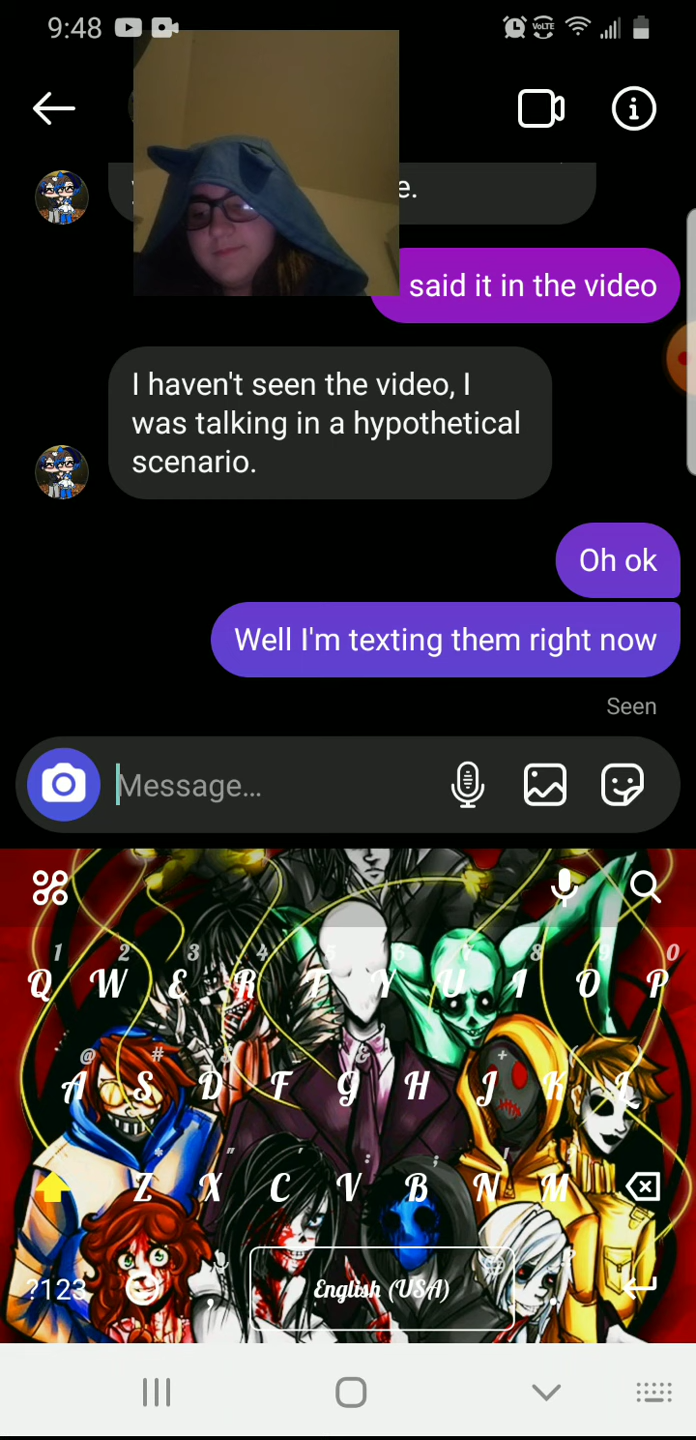 9:48
VoLTE
e.
said it in the video
I haven't seen the video, I
was talking in a hypothetical
scenario.
Oh ok
Well I'm texting them right now
Seen
Message...
1 2 3 4 5 6 7 8 9 0
Q W E R T Y U I O P
@ # & + ( )
A S D F G H J K L
* " ' : ; ! ?
Z X C V B N M
?123 , English (USA) .